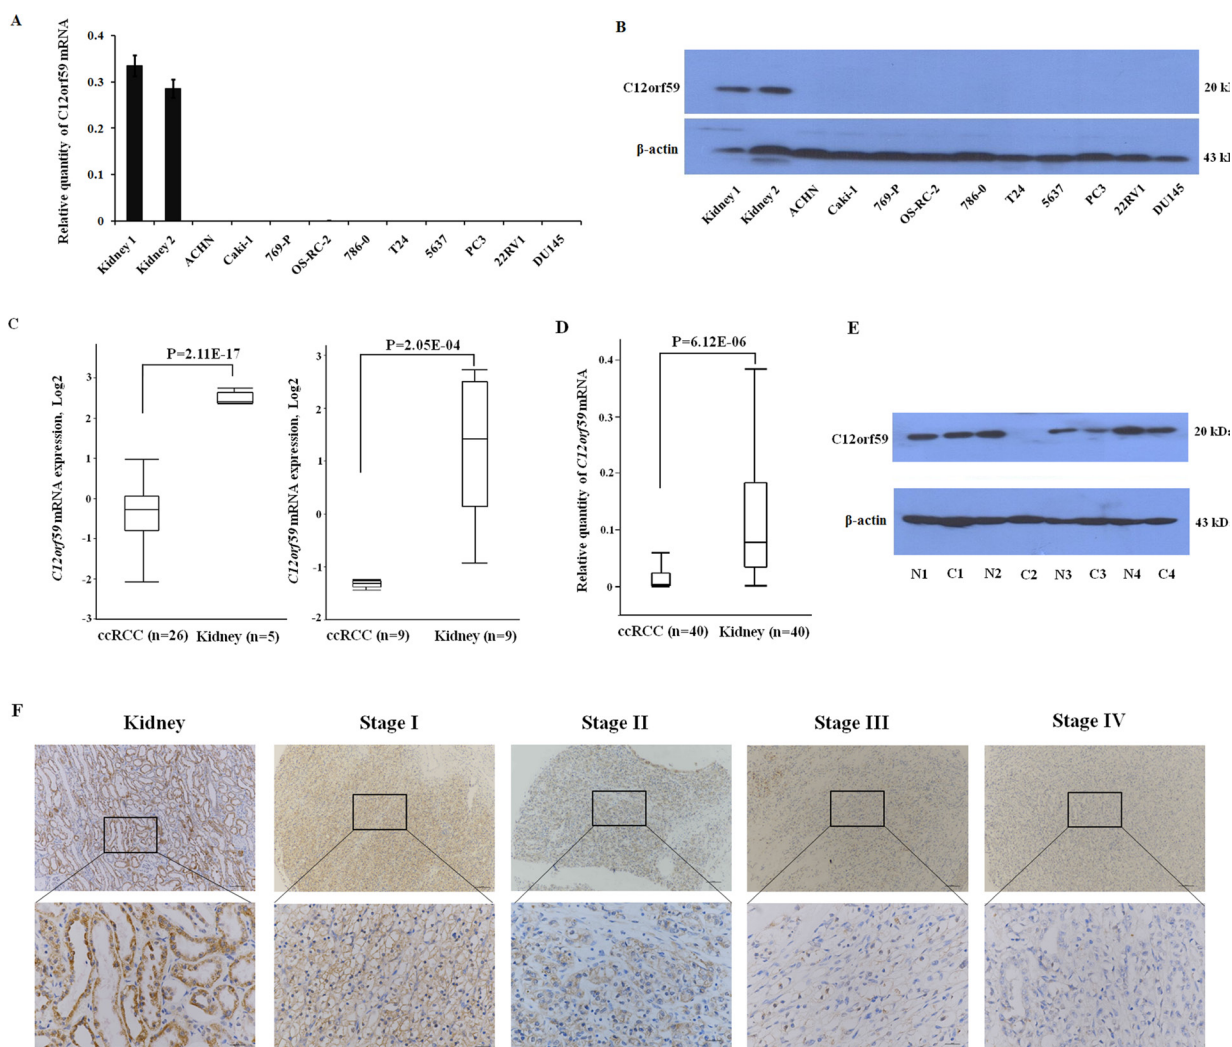 A
Relative quantity of C12orf59 mRNA
0.4
0.3
0.2
0.1
0
Kidney 1
Kidney 2
ACHN
Caki-1
769-P
OS-RC-2
786-0
T24
5637
PC3
22RV1
DU145
B
C12orf59
20 k
β-actin
43 k
Kidney 1
Kidney 2
ACHN
Caki-1
769-P
OS-RC-2
786-0
T24
5637
PC3
22RV1
DU145
C
C12orf59 mRNA expression, Log2
P=2.11E-17
3
2
1
0
-1
-2
-3
ccRCC (n=26)
Kidney (n=5)
C12orf59 mRNA expression, Log2
P=2.05E-04
3
2
1
0
-1
-2
ccRCC (n=9)
Kidney (n=9)
D
Relative quantity of C12orf59 mRNA
P=6.12E-06
0.4
0.3
0.2
0.1
0
ccRCC (n=40)
Kidney (n=40)
E
C12orf59
20 kDa
β-actin
43 kD
N1 C1 N2 C2 N3 C3 N4 C4
F
Kidney
Stage I
Stage II
Stage III
Stage IV